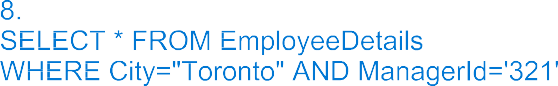 8.
SELECT * FROM EmployeeDetails
WHERE City="Toronto" AND ManagerId='321'